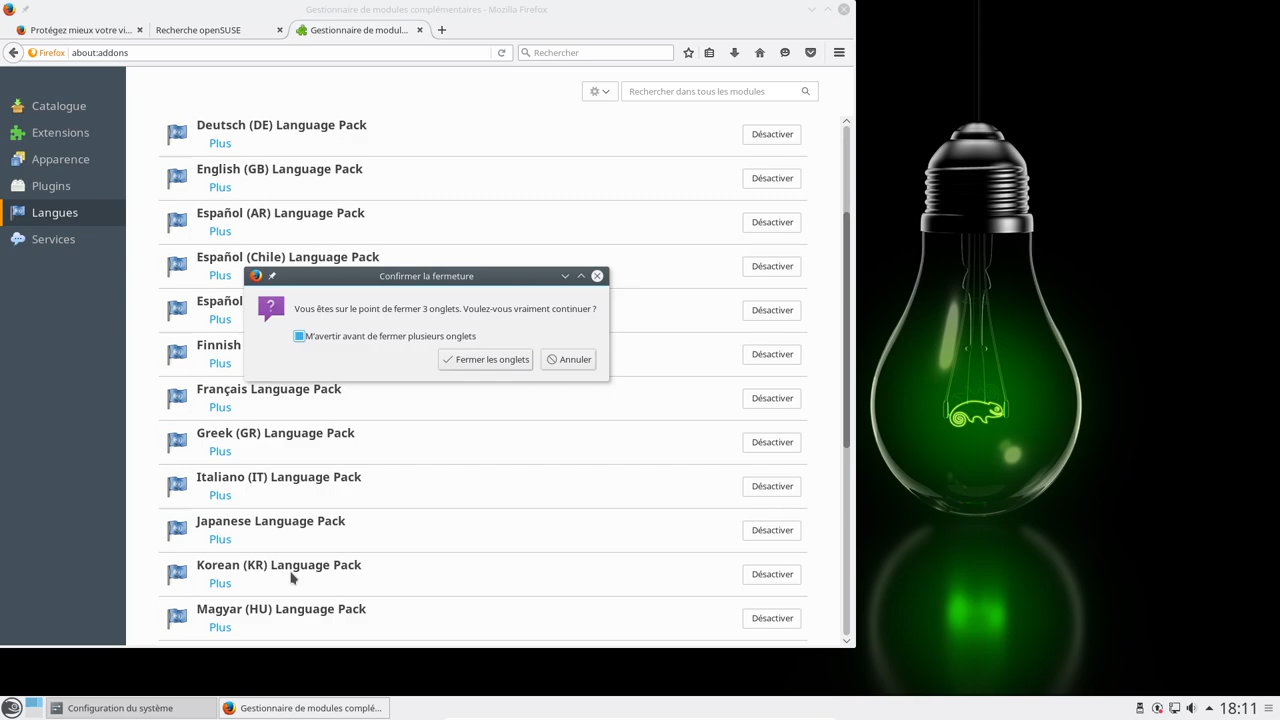 Gestionnaire de modules complémentaires - Mozilla Firefox
Protégez mieux votre vi...
Recherche openSUSE
Gestionnaire de modul...
Firefox
about:addons
Rechercher
Rechercher dans tous les modules
Catalogue
Extensions
Apparence
Plugins
Langues
Services
Deutsch (DE) Language Pack
Plus
Désactiver
English (GB) Language Pack
Plus
Désactiver
Español (AR) Language Pack
Plus
Désactiver
Español (Chile) Language Pack
Plus
Désactiver
Español
Plus
Désactiver
Finnish
Plus
Désactiver
Confirmer la fermeture
Vous êtes sur le point de fermer 3 onglets. Voulez-vous vraiment continuer ?
M'avertir avant de fermer plusieurs onglets
Fermer les onglets
Annuler
Français Language Pack
Plus
Désactiver
Greek (GR) Language Pack
Plus
Désactiver
Italiano (IT) Language Pack
Plus
Désactiver
Japanese Language Pack
Plus
Désactiver
Korean (KR) Language Pack
Plus
Désactiver
Magyar (HU) Language Pack
Plus
Désactiver
Configuration du système
Gestionnaire de modules complé...
18:11